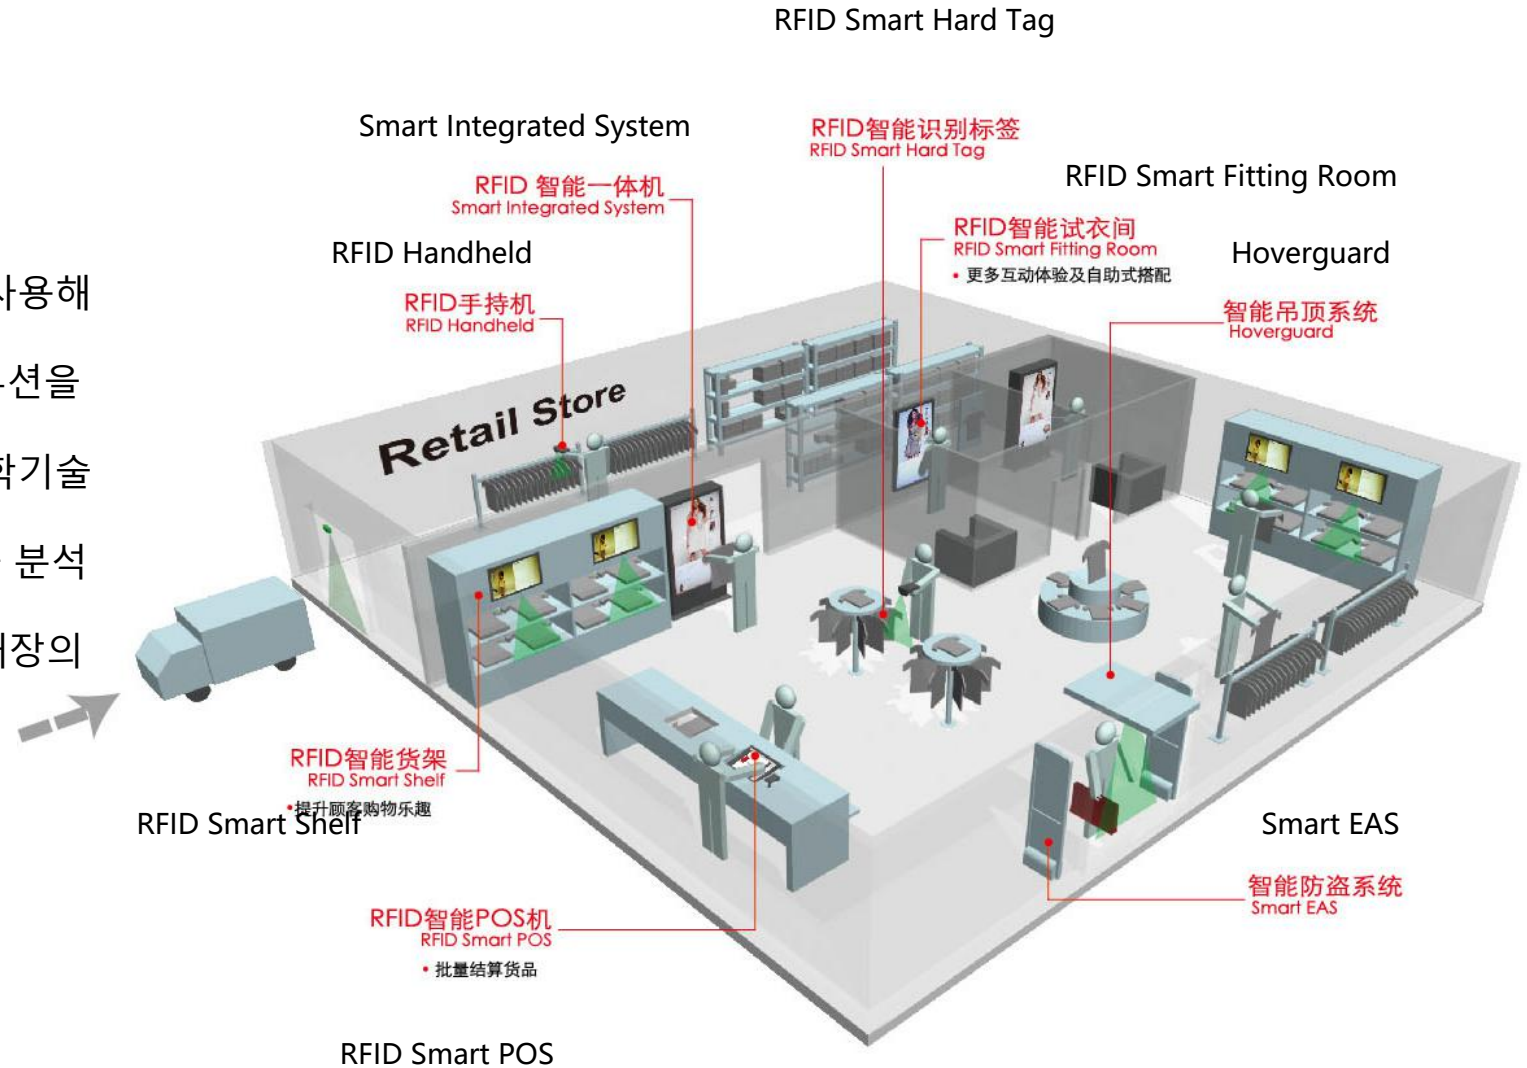 RFID Smart Hard Tag
Smart Integrated System
RFID智能识别标签
RFID Smart Hard Tag
RFID 智能一体机
Smart Integrated System
RFID Smart Fitting Room
RFID智能试衣间
RFID Smart Fitting Room
• 更多互动体验及自助式搭配
RFID Handheld
Hoverguard
RFID手持机
RFID Handheld
智能吊顶系统
Hoverguard
사용해
션을
학기술
분석
장의
Retail Store
RFID智能货架
RFID Smart Shelf
•提升顾客购物乐趣
RFID Smart Shelf
Smart EAS
智能防盗系统
Smart EAS
RFID智能POS机
RFID Smart POS
• 批量结算货品
RFID Smart POS